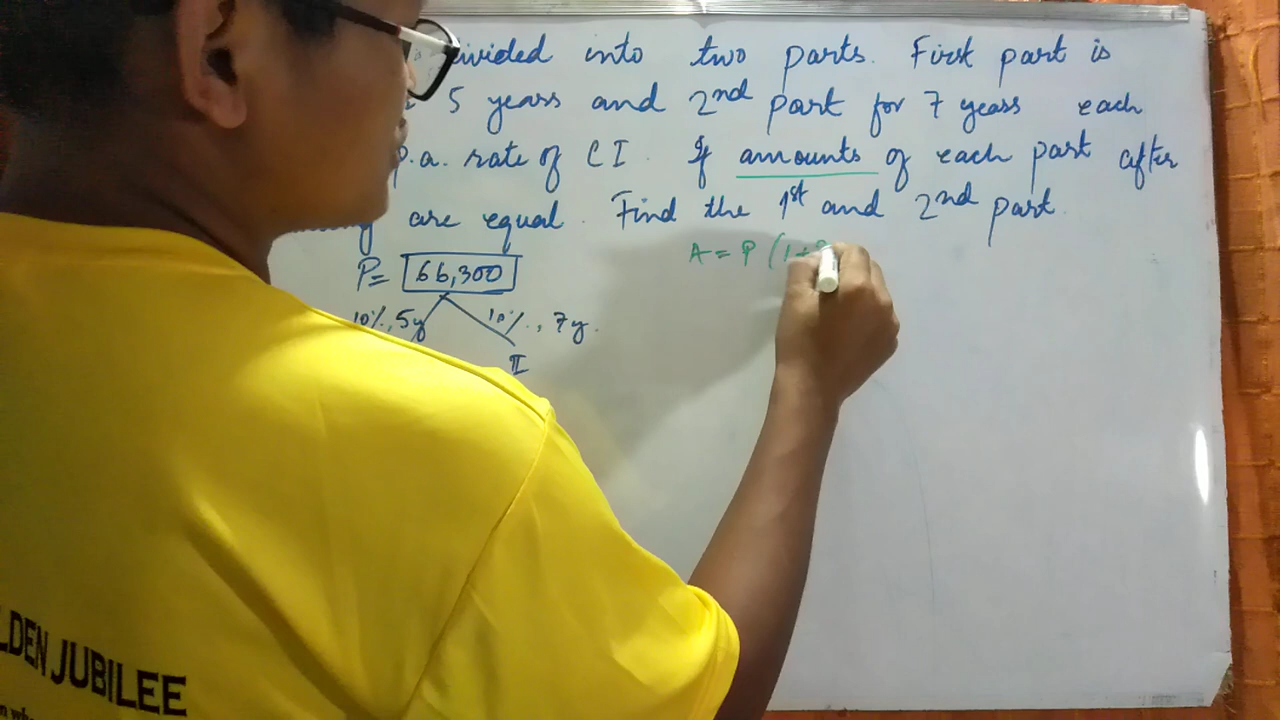 divided into two parts. First part is
5 years and 2nd part for 7 years each
p.a. rate of CI. If amounts of each part after
are equal. Find the 1st and 2nd part.
A = P (1+
P = 66,300
10%, 5y 10%, 7y.
II
LDEN JUBILEE